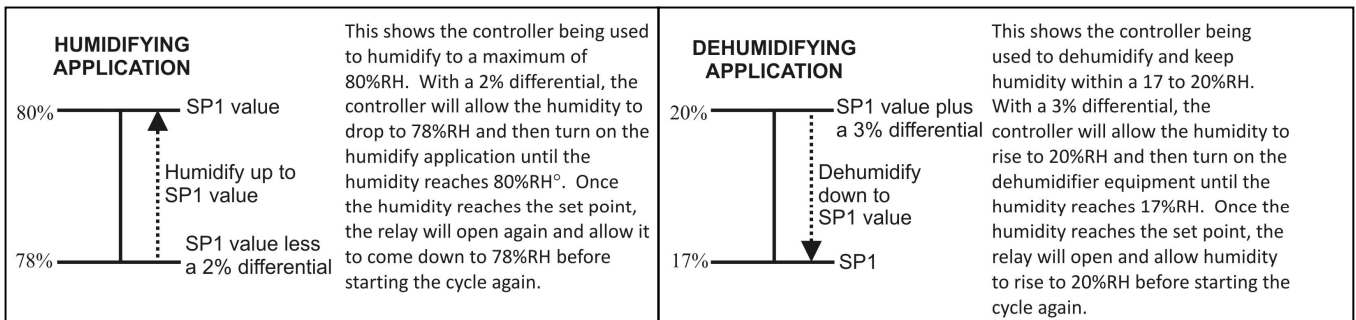 HUMIDIFYING
APPLICATION
80%
SP1 value
Humidify up to
SP1 value
78%
SP1 value less
a 2% differential
This shows the controller being used
to humidify to a maximum of
80%RH. With a 2% differential, the
controller will allow the humidity to
drop to 78%RH and then turn on the
humidify application until the
humidity reaches 80%RH°. Once
the humidity reaches the set point,
the relay will open again and allow it
to come down to 78%RH before
starting the cycle again.
DEHUMIDIFYING
APPLICATION
20%
SP1 value plus
a 3% differential
Dehumidify
down to
SP1 value
17%
SP1
This shows the controller being
used to dehumidify and keep
humidity within a 17 to 20%RH.
With a 3% differential, the
controller will allow the humidity to
rise to 20%RH and then turn on the
dehumidifier equipment until the
humidity reaches 17%RH. Once the
humidity reaches the set point, the
relay will open and allow humidity
to rise to 20%RH before starting the
cycle again.